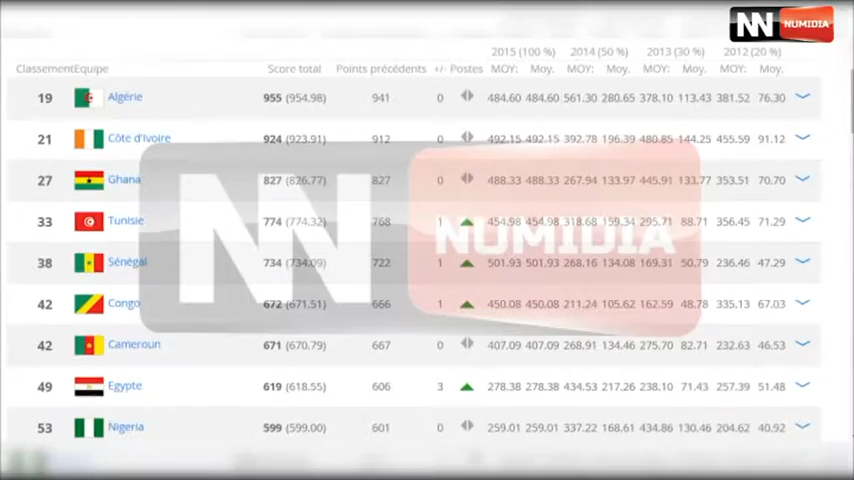 NN NUMIDIA
2015 (100 %) 2014 (50 %) 2013 (30 %) 2012 (20 %)
Classement Equipe Score total Points précédents +/- Postes MOY: Moy. MOY: Moy. MOY: Moy. MOY: Moy.
19 Algérie 955 (954.98) 941 0 484.60 484.60 561.30 280.65 378.10 113.43 381.52 76.30
21 Côte d'Ivoire 924 (923.91) 912 0 492.15 492.15 392.78 196.39 480.85 144.25 455.59 91.12
27 Ghana 827 (826.77) 827 0 488.33 488.33 267.94 133.97 445.91 133.77 353.51 70.70
33 Tunisie 774 (774.32) 768 1 454.98 454.98 318.68 159.34 295.71 88.71 356.45 71.29
NN NUMIDIA
38 Sénégal 734 (734.09) 722 1 501.93 501.93 268.16 134.08 169.31 50.79 236.46 47.29
42 Congo 672 (671.51) 666 1 450.08 450.08 211.24 105.62 162.59 48.78 335.13 67.03
42 Cameroun 671 (670.79) 667 0 407.09 407.09 268.91 134.46 275.70 82.71 232.63 46.53
49 Egypte 619 (618.55) 606 3 278.38 278.38 434.53 217.26 238.10 71.43 257.39 51.48
53 Nigeria 599 (599.00) 601 0 259.01 259.01 337.22 168.61 434.86 130.46 204.62 40.92